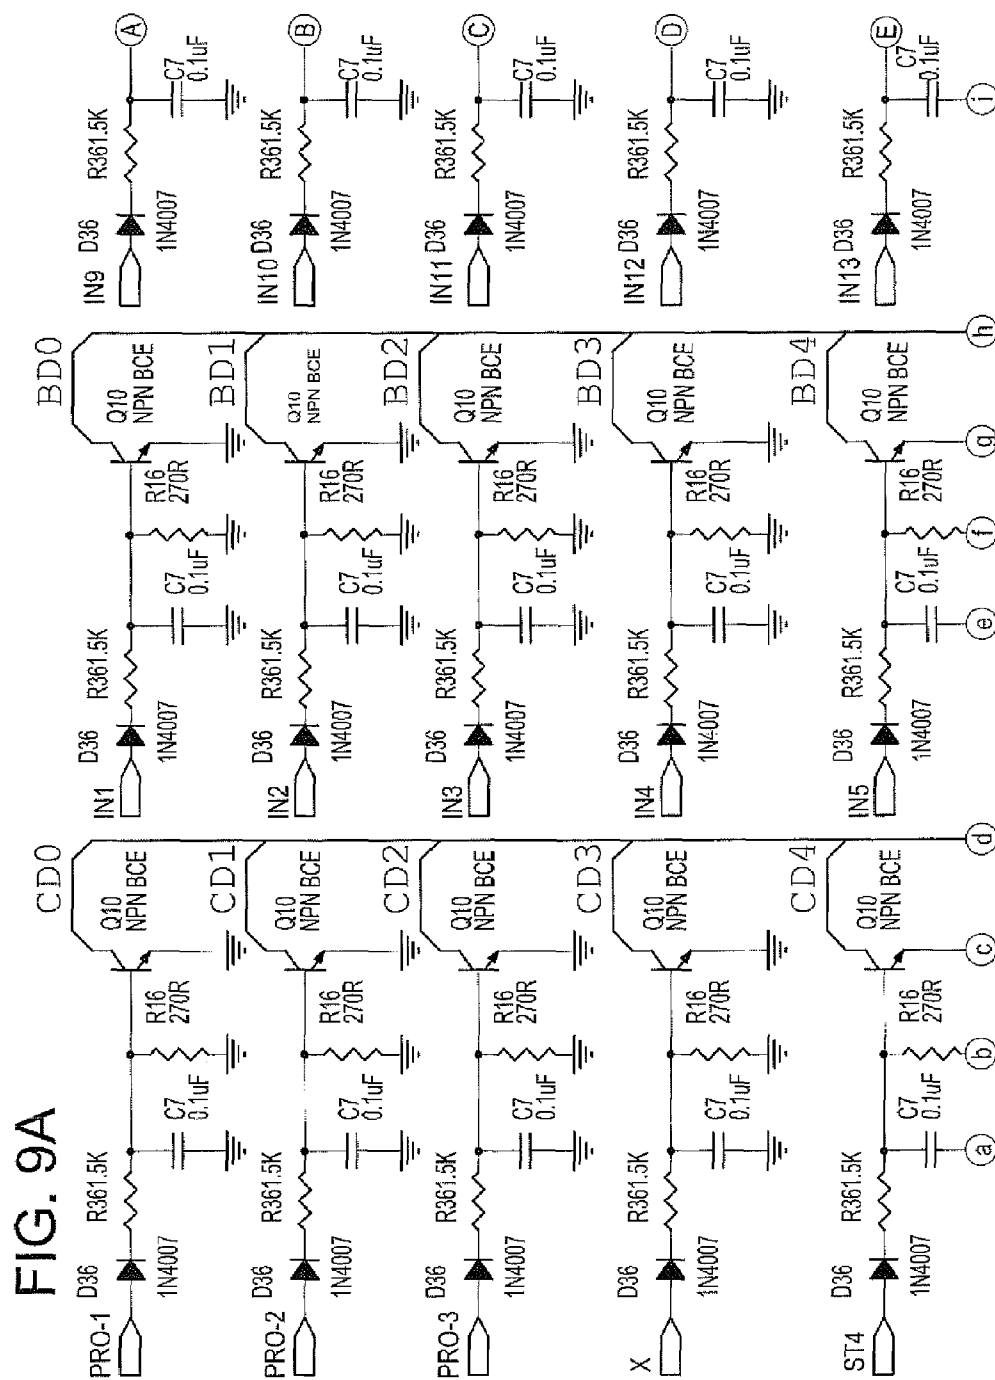 FIG. 9A
PRO-1
D36
1N4007
R361.5K
C7
0.1uF
R16
270R
Q10
NPN BCE
CD0
IN1
D36
1N4007
R361.5K
C7
0.1uF
R16
270R
Q10
NPN BCE
BD0
IN9
D36
1N4007
R361.5K
C7
0.1uF
A
PRO-2
D36
1N4007
R361.5K
C7
0.1uF
R16
270R
Q10
NPN BCE
CD1
IN2
D36
1N4007
R361.5K
C7
0.1uF
R16
270R
Q10
NPN BCE
BD1
IN10
D36
1N4007
R361.5K
C7
0.1uF
B
PRO-3
D36
1N4007
R361.5K
C7
0.1uF
R16
270R
Q10
NPN BCE
CD2
IN3
D36
1N4007
R361.5K
C7
0.1uF
R16
270R
Q10
NPN BCE
BD2
IN11
D36
1N4007
R361.5K
C7
0.1uF
C
X
D36
1N4007
R361.5K
C7
0.1uF
R16
270R
Q10
NPN BCE
CD3
IN4
D36
1N4007
R361.5K
C7
0.1uF
R16
270R
Q10
NPN BCE
BD3
IN12
D36
1N4007
R361.5K
C7
0.1uF
D
ST4
D36
1N4007
R361.5K
C7
0.1uF
R16
270R
Q10
NPN BCE
CD4
IN5
D36
1N4007
R361.5K
C7
0.1uF
R16
270R
Q10
NPN BCE
BD4
IN13
D36
1N4007
R361.5K
C7
0.1uF
E
a
b
c
d
e
f
g
h
i